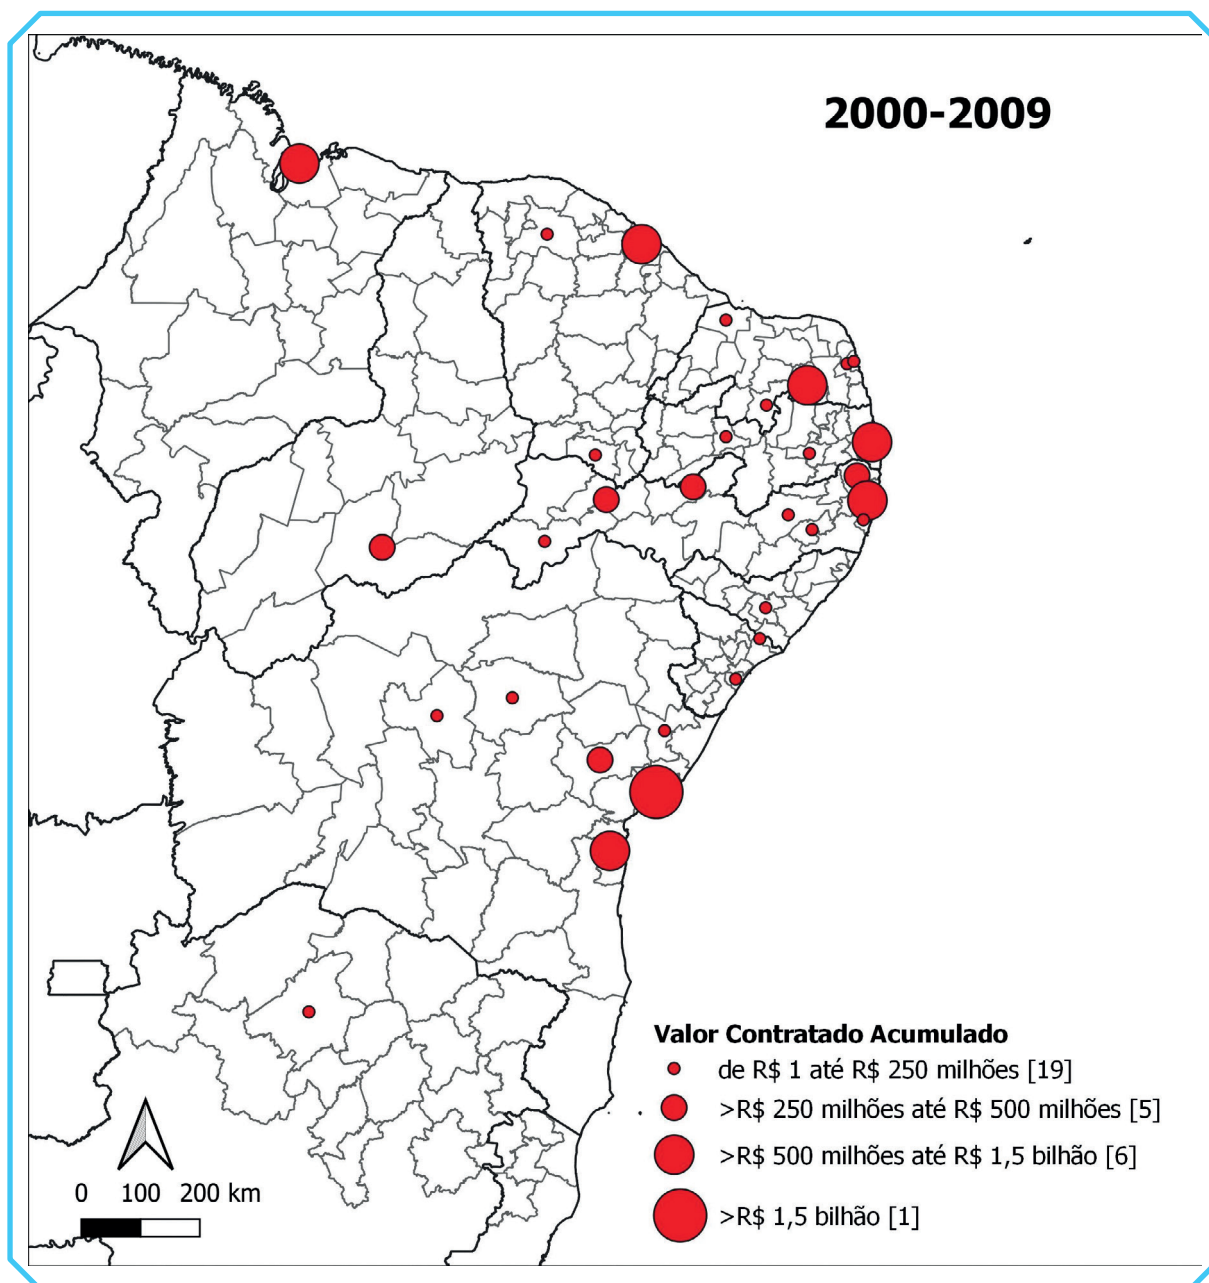 2000-2009
Valor Contratado Acumulado
de R$ 1 até R$ 250 milhões [19]
>R$ 250 milhões até R$ 500 milhões [5]
>R$ 500 milhões até R$ 1,5 bilhão [6]
>R$ 1,5 bilhão [1]
0 100 200 km